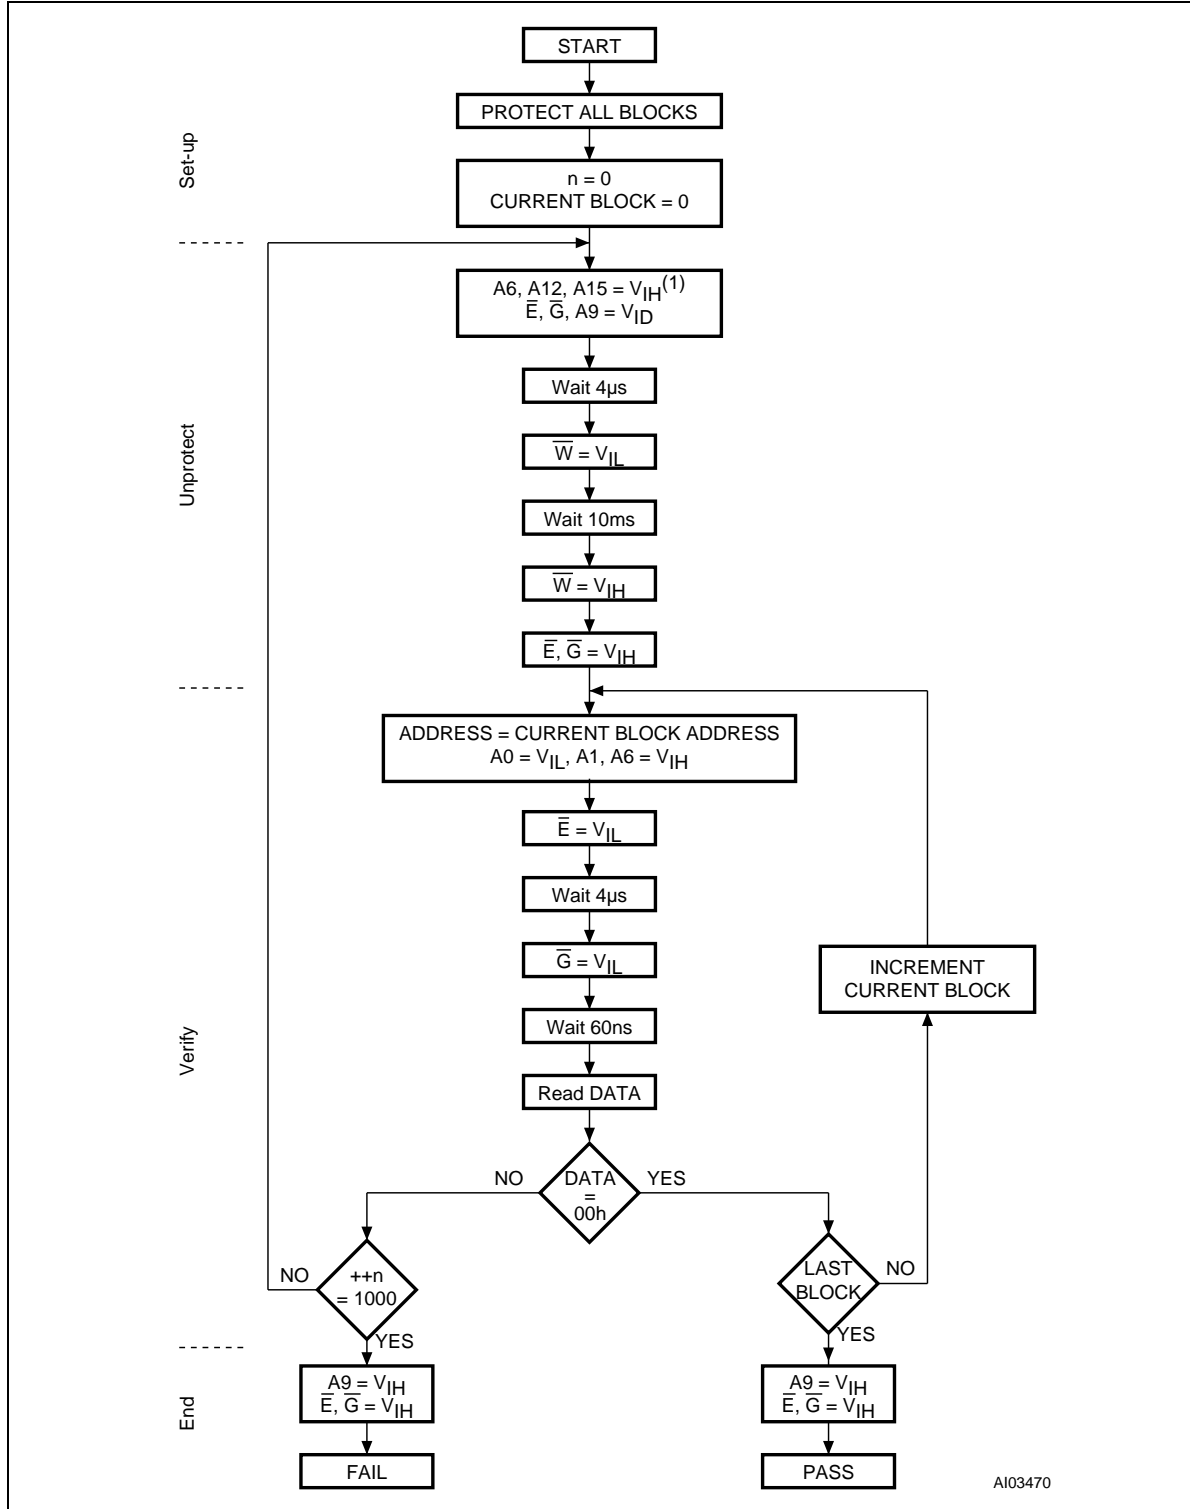 START
PROTECT ALL BLOCKS
Set-up
n = 0
CURRENT BLOCK = 0
A6, A12, A15 = VIH(1)
E̅, G̅, A9 = VID
Wait 4µs
Unprotect
W̅ = VIL
Wait 10ms
W̅ = VIH
E̅, G̅ = VIH
ADDRESS = CURRENT BLOCK ADDRESS
A0 = VIL, A1, A6 = VIH
E̅ = VIL
Wait 4µs
G̅ = VIL
INCREMENT
CURRENT BLOCK
Wait 60ns
Verify
Read DATA
NO
DATA
=
00h
YES
NO
++n
= 1000
YES
LAST
BLOCK
NO
YES
End
A9 = VIH
E̅, G̅ = VIH
A9 = VIH
E̅, G̅ = VIH
FAIL
PASS
AI03470